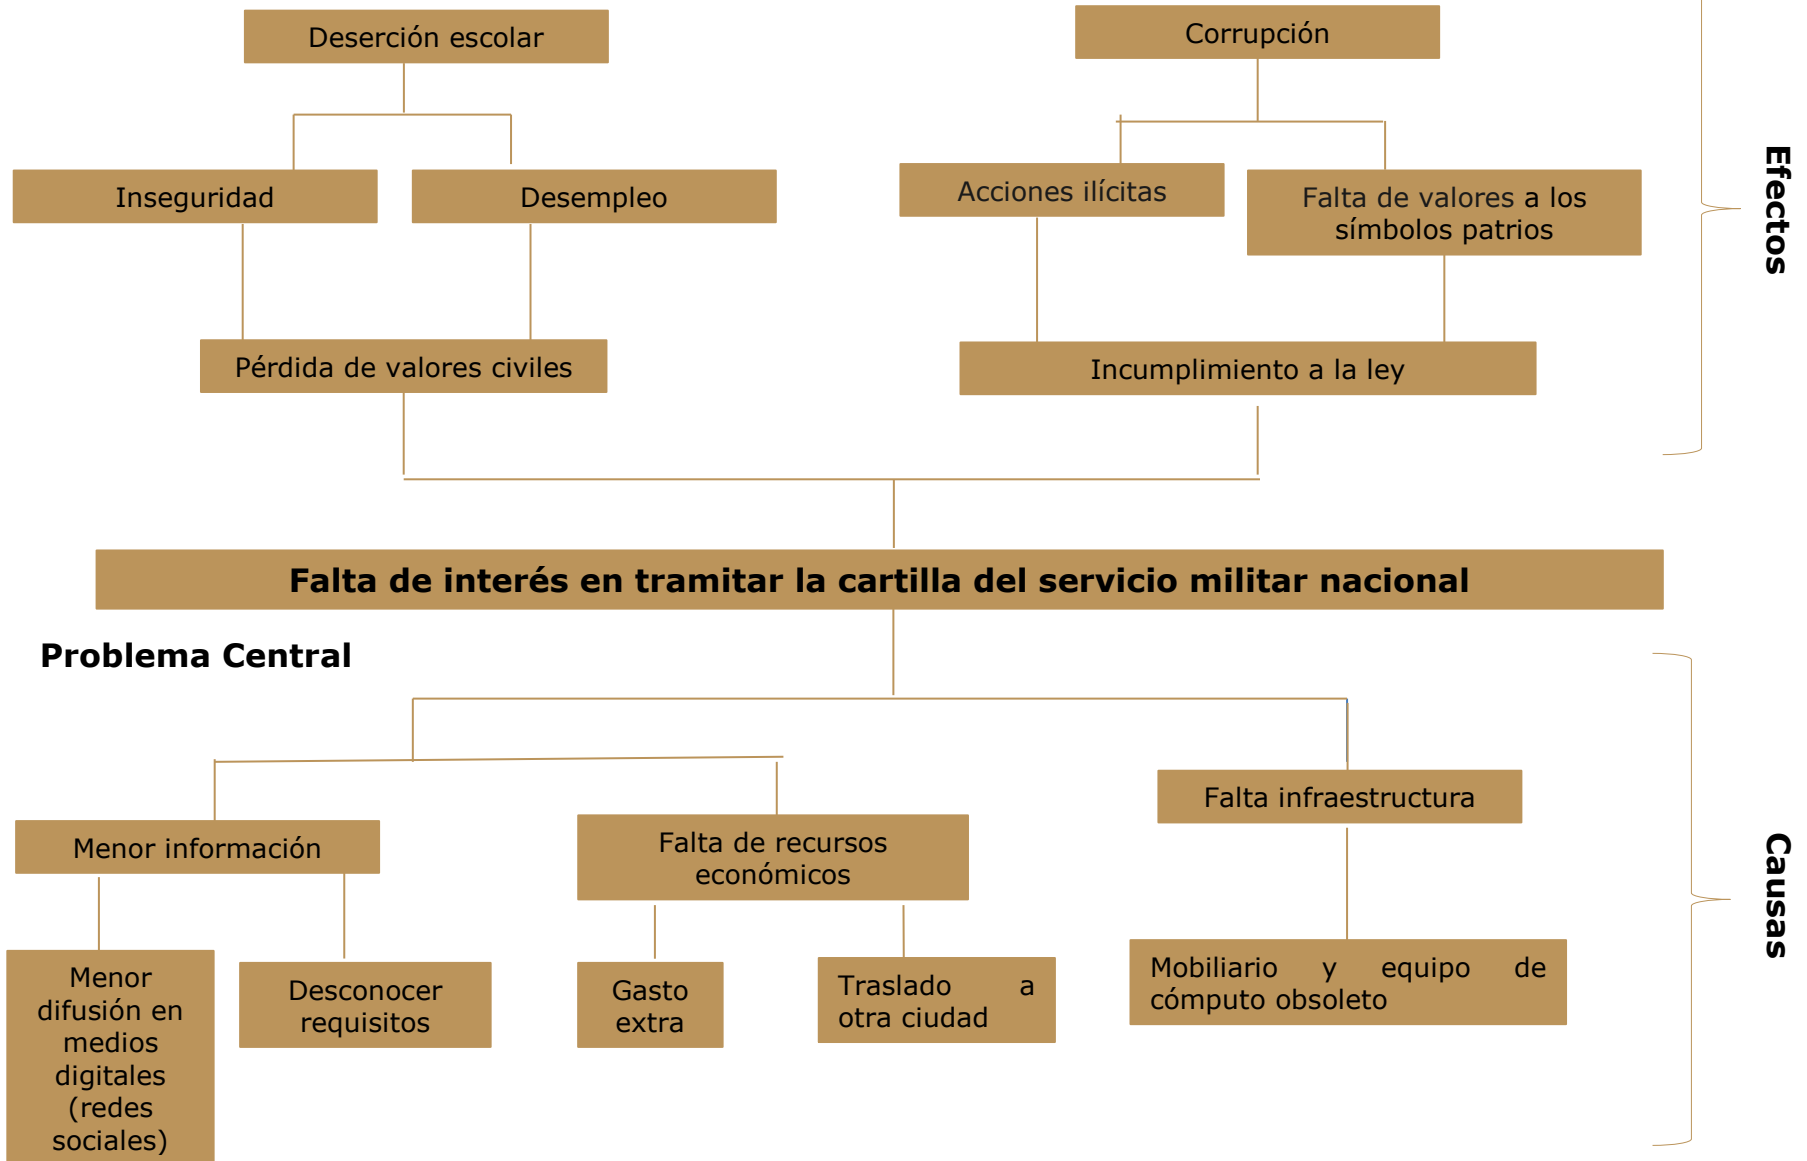 Deserción escolar
Corrupción
Inseguridad
Desempleo
Acciones ilícitas
Falta de valores a los
símbolos patrios
Efectos
Pérdida de valores civiles
Incumplimiento a la ley
Falta de interés en tramitar la cartilla del servicio militar nacional
Problema Central
Falta infraestructura
Menor información
Falta de recursos
económicos
Causas
Menor
difusión en
medios
digitales
(redes
sociales)
Desconocer
requisitos
Gasto
extra
Traslado a
otra ciudad
Mobiliario y equipo de
cómputo obsoleto